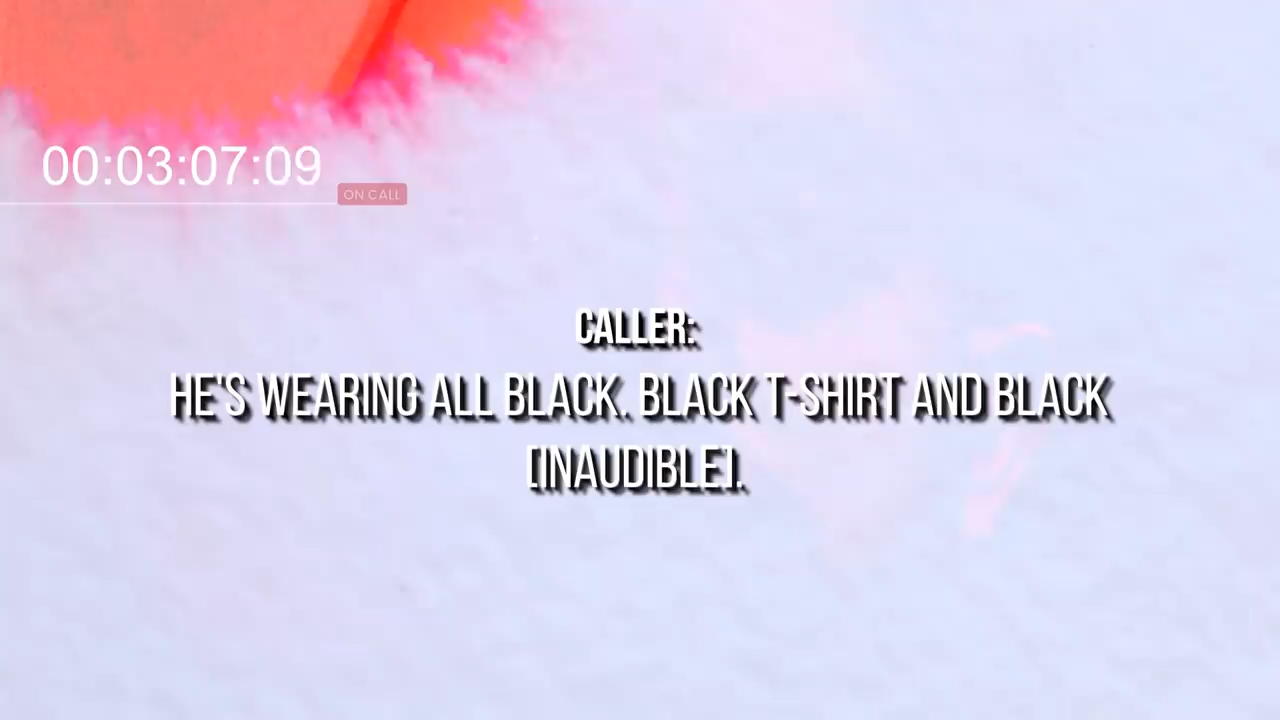 00:03:07:09
ON CALL
CALLER:
HE'S WEARING ALL BLACK. BLACK T-SHIRT AND BLACK
[INAUDIBLE].